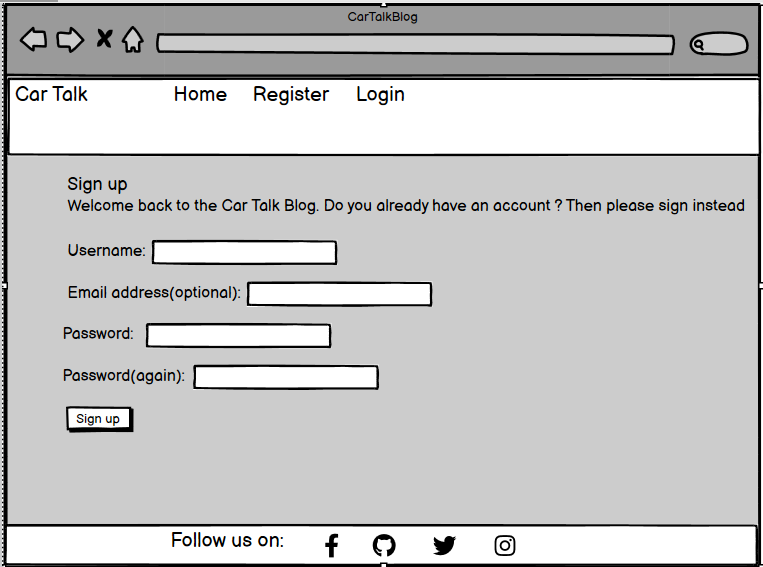 CarTalkBlog
Car Talk Home Register Login
Sign up
Welcome back to the Car Talk Blog. Do you already have an account ? Then please sign instead
Username:
Email address(optional):
Password:
Password(again):
Sign up
Follow us on: